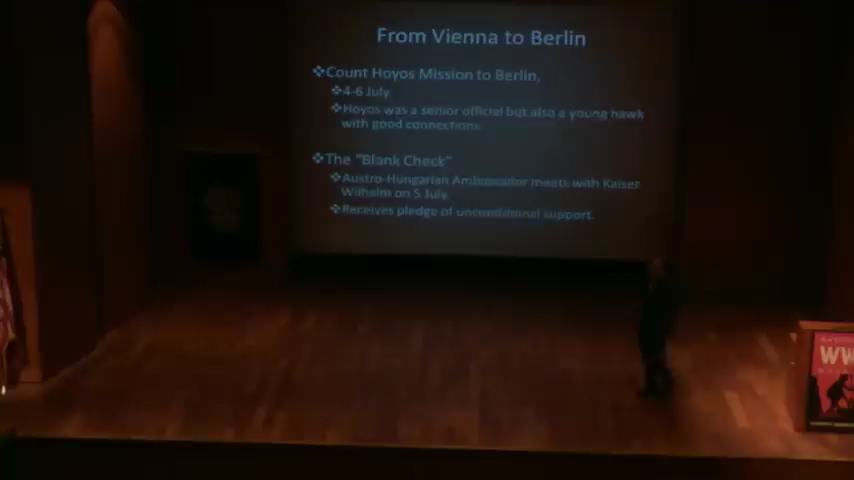 From Vienna to Berlin
❖Count Hoyos Mission to Berlin,
❖4-6 July
❖Hoyos was a senior official but also a young hawk
with good connections.
❖The "Blank Check"
❖Austro-Hungarian Ambassador meets with Kaiser
Wilhelm on 5 July.
❖Receives pledge of unconditional support.
WW